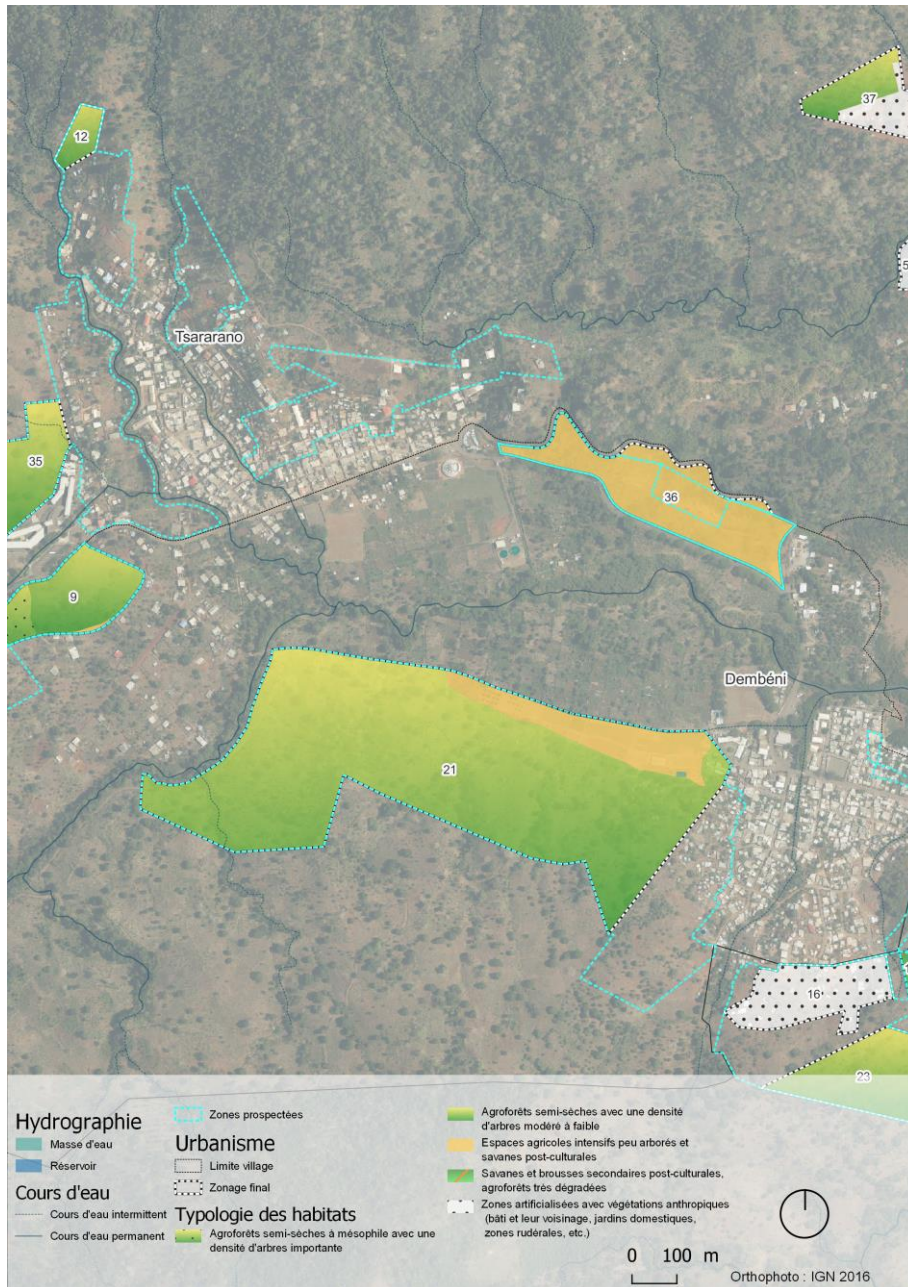 12
37
5
Tsararano
35
36
9
Dembéni
21
16
23
Hydrographie
Masse d'eau
Réservoir
Cours d'eau
Cours d'eau intermittent
Cours d'eau permanent
Zones prospectées
Urbanisme
Limite village
Zonage final
Typologie des habitats
Agroforêts semi-sèches à mésophile avec une
densité d'arbres importante
Agroforêts semi-sèches avec une densité
d'arbres modéré à faible
Espaces agricoles intensifs peu arborés et
savanes post-culturales
Savanes et brousses secondaires post-culturales,
agroforêts très dégradées
Zones artificialisées avec végétations anthropiques
(bâti et leur voisinage, jardins domestiques,
zones rudérales, etc.)
0 100 m
Orthophoto : IGN 2016